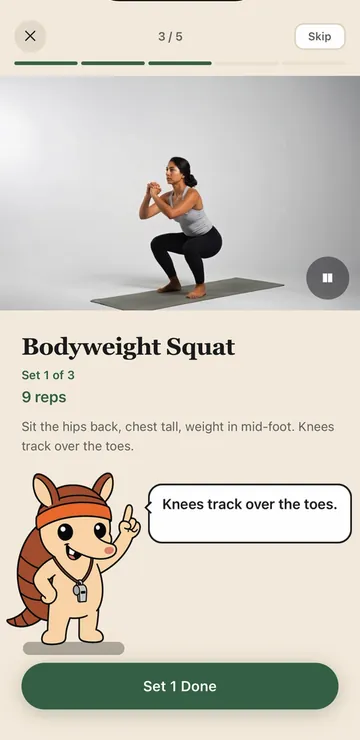 3 / 5
Skip
Bodyweight Squat
Set 1 of 3
9 reps
Sit the hips back, chest tall, weight in mid-foot. Knees
track over the toes.
Knees track over the toes.
Set 1 Done